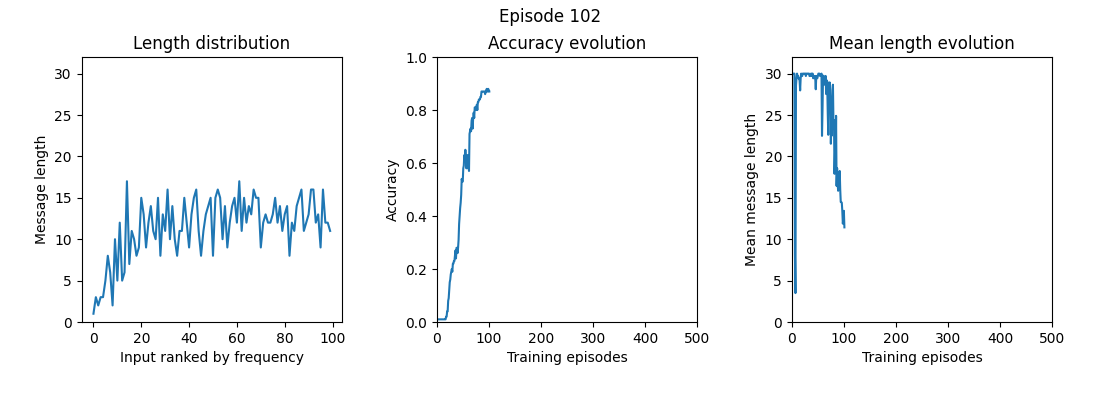 Episode 102
Length distribution
Message length
30
25
20
15
10
5
0
0 20 40 60 80 100
Input ranked by frequency
Accuracy evolution
Accuracy
1.0
0.8
0.6
0.4
0.2
0.0
0 100 200 300 400 500
Training episodes
Mean length evolution
Mean message length
30
25
20
15
10
5
0
0 100 200 300 400 500
Training episodes